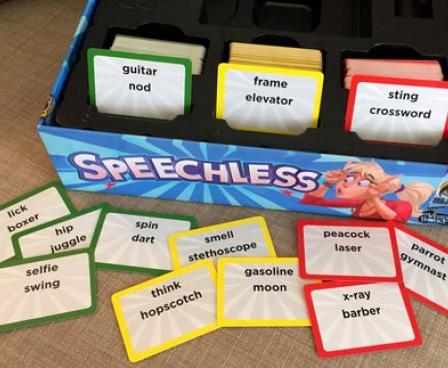 guitar
nod
frame
elevator
sting
crossword
SPEECHLESS
lick
boxer
hip
juggle
spin
dart
smell
stethoscope
peacock
laser
parrot
gymnast
selfie
swing
think
hopscotch
gasoline
moon
x-ray
barber